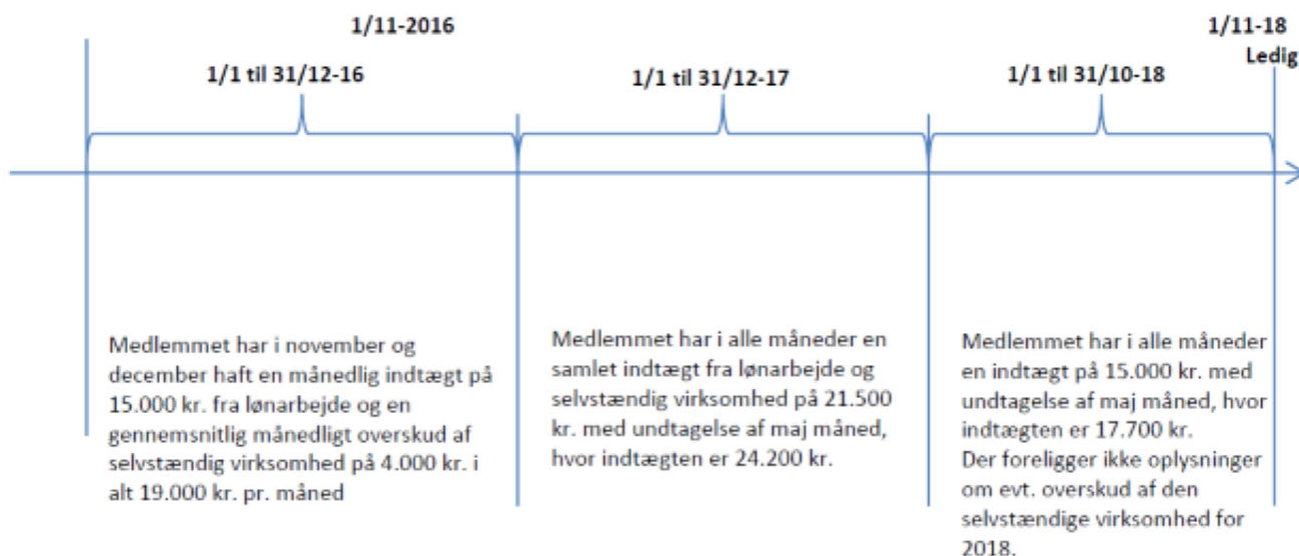 1/11-2016
1/11-18
Ledig
1/1 til 31/12-16
1/1 til 31/12-17
1/1 til 31/10-18
Medlemmet har i november og
december haft en månedlig indtægt på
15.000 kr. fra lønarbejde og en
gennemsnitlig månedligt overskud af
selvstændig virksomhed på 4.000 kr. i
alt 19.000 kr. pr. måned
Medlemmet har i alle måneder en
samlet indtægt fra lønarbejde og
selvstændig virksomhed på 21.500
kr. med undtagelse af maj måned,
hvor indtægten er 24.200 kr.
Medlemmet har i alle måneder
en indtægt på 15.000 kr. med
undtagelse af maj måned, hvor
indtægten er 17.700 kr.
Der foreligger ikke oplysninger
om evt. overskud af den
selvstændige virksomhed for
2018.